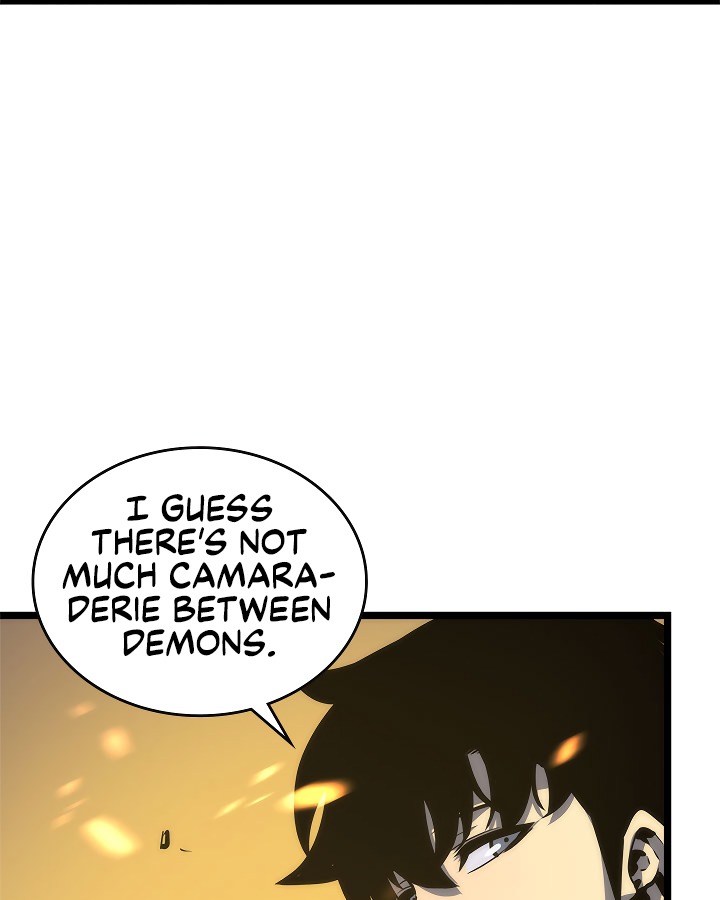 I GUESS
THERE'S NOT
MUCH CAMARA-
DERIE BETWEEN
DEMONS.